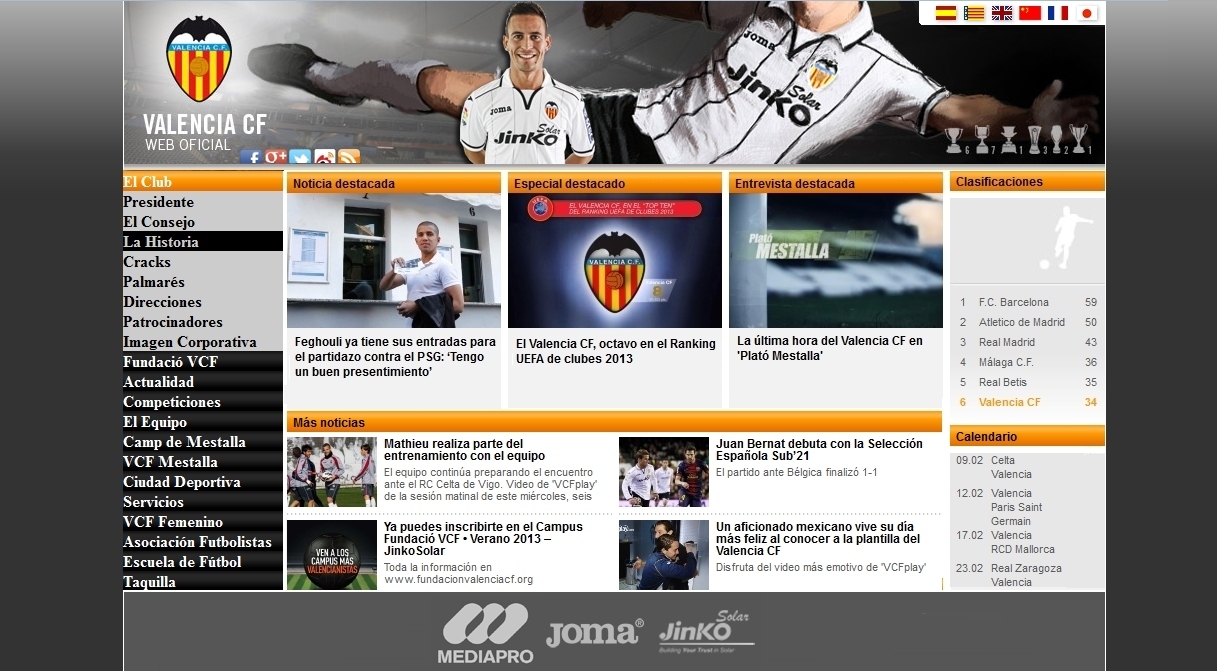 VALENCIA C.F.
VALENCIA CF
WEB OFICIAL
joma
JinKO
Solar
joma
JinKO
Solar
6 7 1 3 2 1
El Club
Presidente
El Consejo
La Historia
Cracks
Palmarés
Direcciones
Patrocinadores
Imagen Corporativa
Fundació VCF
Actualidad
Competiciones
El Equipo
Camp de Mestalla
VCF Mestalla
Ciudad Deportiva
Servicios
VCF Femenino
Asociación Futbolistas
Escuela de Fútbol
Taquilla
Noticia destacada
6
Feghouli ya tiene sus entradas para
el partidazo contra el PSG: ‘Tengo
un buen presentimiento’
Especial destacado
UEFA
EL VALENCIA CF, EN EL "TOP TEN"
DEL RANKING UEFA DE CLUBES 2013
VALENCIA C.F.
Valencia CF
8
El Valencia CF, octavo en el Ranking
UEFA de clubes 2013
Entrevista destacada
Plató
MESTALLA
La última hora del Valencia CF en
'Plató Mestalla'
Más noticias
Mathieu realiza parte del
entrenamiento con el equipo
El equipo continúa preparando el encuentro
ante el RC Celta de Vigo. Video de 'VCFplay'
de la sesión matinal de este miércoles, seis
Juan Bernat debuta con la Selección
Española Sub’21
El partido ante Bélgica finalizó 1-1
VEN A LOS
CAMPUS MÁS
VALENCIANISTAS
Ya puedes inscribirte en el Campus
Fundació VCF • Verano 2013 –
JinkoSolar
Toda la información en
www.fundacionvalenciacf.org
Un aficionado mexicano vive su día
más feliz al conocer a la plantilla del
Valencia CF
Disfruta del video más emotivo de 'VCFplay'
Clasificaciones
1 F.C. Barcelona 59
2 Atletico de Madrid 50
3 Real Madrid 43
4 Málaga C.F. 36
5 Real Betis 35
6 Valencia CF 34
Calendario
09.02 Celta
Valencia
12.02 Valencia
Paris Saint
Germain
17.02 Valencia
RCD Mallorca
23.02 Real Zaragoza
Valencia
MEDIAPRO
Joma®
JinKO Solar
Building Your Trust in Solar